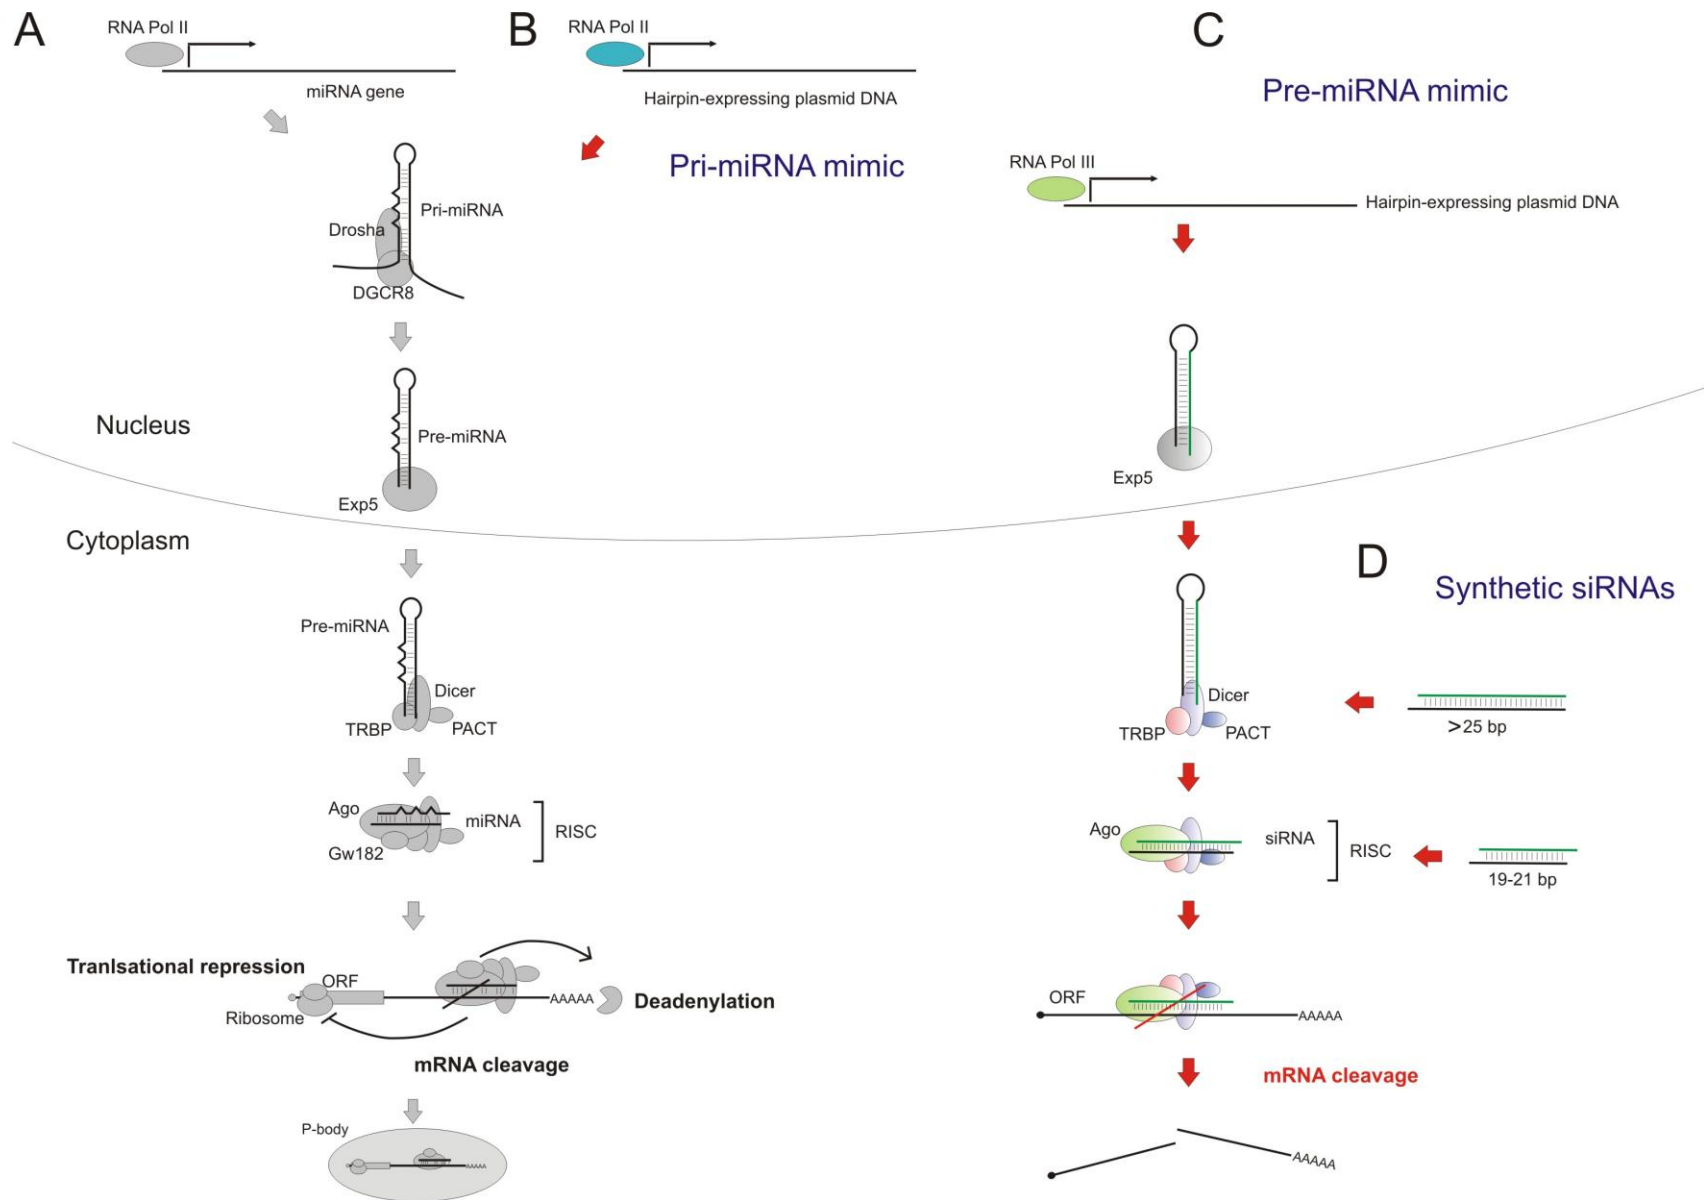 A
RNA Pol II
miRNA gene
B
RNA Pol II
Hairpin-expressing plasmid DNA
Pri-miRNA mimic
C
Pre-miRNA mimic
RNA Pol III
Hairpin-expressing plasmid DNA
Pri-miRNA
Drosha
DGCR8
Nucleus
Pre-miRNA
Exp5
Exp5
Cytoplasm
Pre-miRNA
Dicer
TRBP
PACT
D
Synthetic siRNAs
Dicer
TRBP
PACT
>25 bp
Ago
miRNA
RISC
Gw182
Ago
siRNA
RISC
19-21 bp
Tranlsational repression
ORF
Ribosome
AAAAA
Deadenylation
mRNA cleavage
P-body
AAAAA
ORF
AAAAA
mRNA cleavage
AAAAA